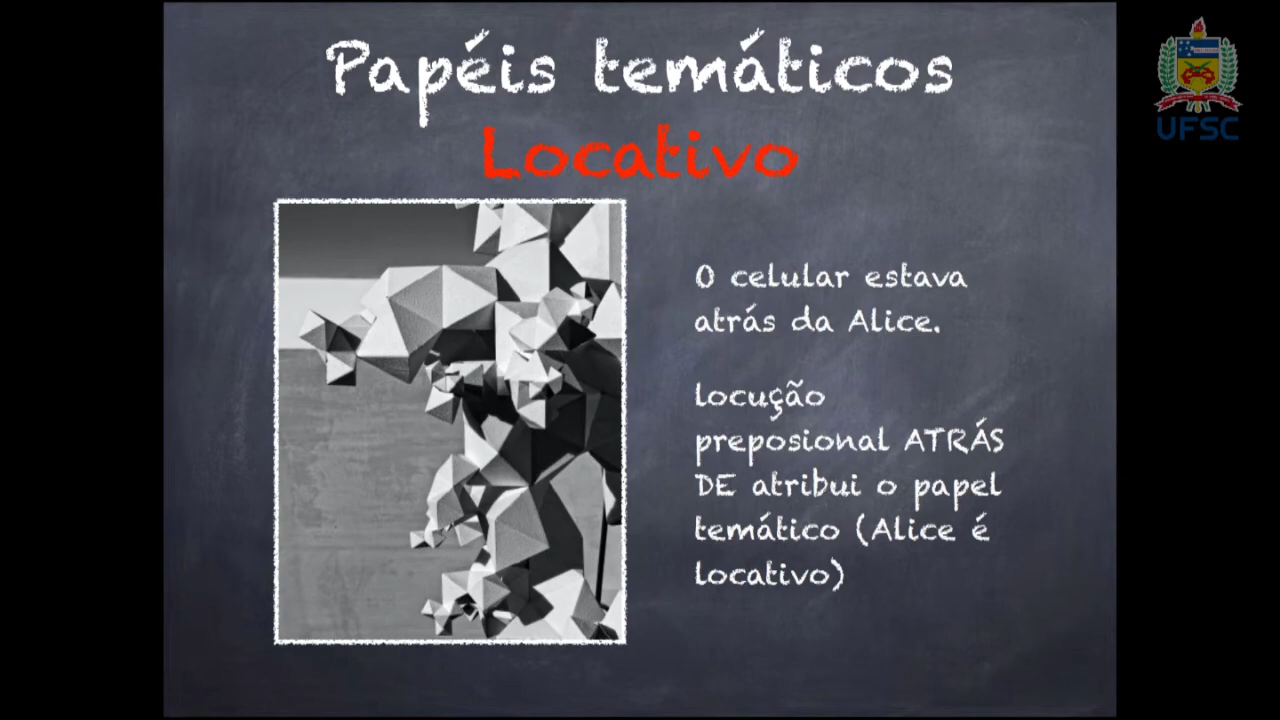 Papéis temáticos
Locativo
UFSC
O celular estava
atrás da Alice.
locução
preposional ATRÁS
DE atribui o papel
temático (Alice é
locativo)